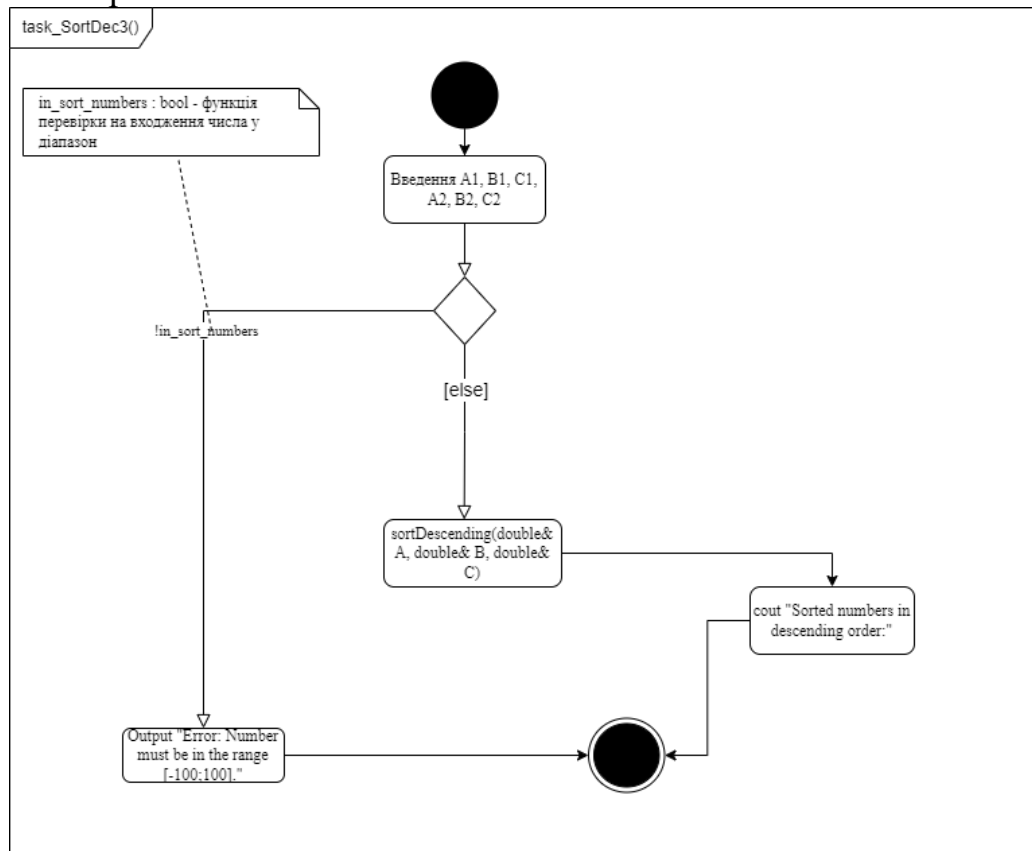 task_SortDec3()
in_sort_numbers : bool - функція
перевірки на входження числа у
діапазон
Введення A1, B1, C1,
A2, B2, C2
!in_sort_numbers
[else]
sortDescending(double&
A, double& B, double&
C)
cout "Sorted numbers in
descending order:"
Output "Error: Number
must be in the range
[-100;100]."